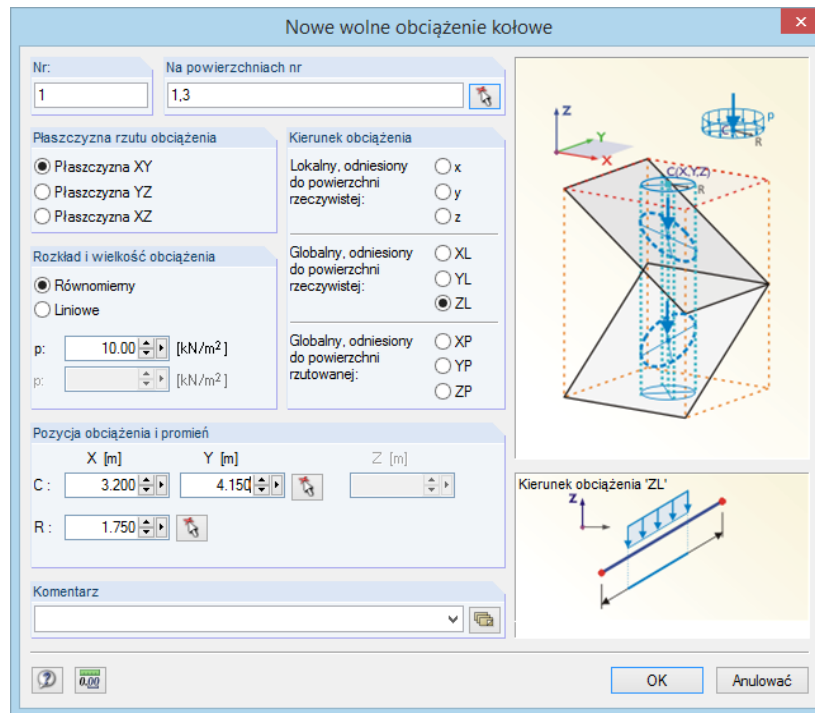 Nowe wolne obciążenie kołowe
Nr:
1
Na powierzchniach nr
1,3
Płaszczyzna rzutu obciążenia
Płaszczyzna XY
Płaszczyzna YZ
Płaszczyzna XZ
Kierunek obciążenia
Lokalny, odniesiony
do powierzchni
rzeczywistej:
x
y
z
Globalny, odniesiony
do powierzchni
rzeczywistej:
XL
YL
ZL
Globalny, odniesiony
do powierzchni
rzutowanej:
XP
YP
ZP
Rozkład i wielkość obciążenia
Równomierny
Liniowe
p: 10.00 [kN/m²]
p: [kN/m²]
Pozycja obciążenia i promień
X [m] Y [m] Z [m]
C : 3.200 4.150
R : 1.750
Komentarz
Z
Y
X
p
C
R
C(X,Y,Z)
R
Kierunek obciążenia 'ZL'
Z
0.00
OK
Anulować